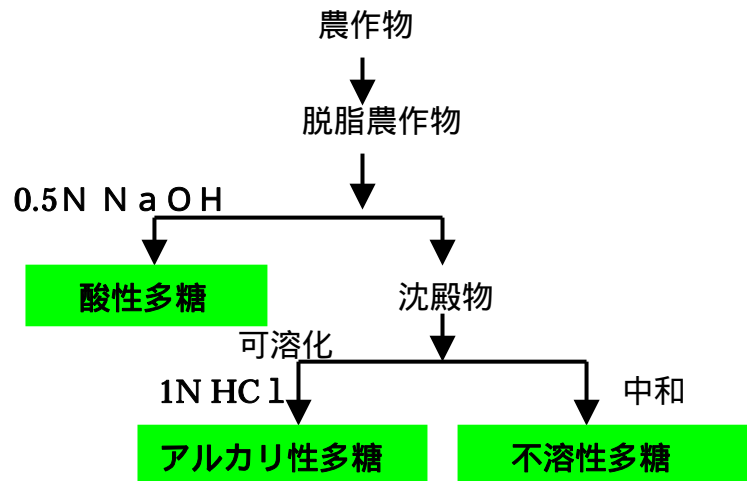 農作物
脱脂農作物
0.5N NaOH
酸性多糖
沈殿物
可溶化
1N HCl
中和
アルカリ性多糖
不溶性多糖